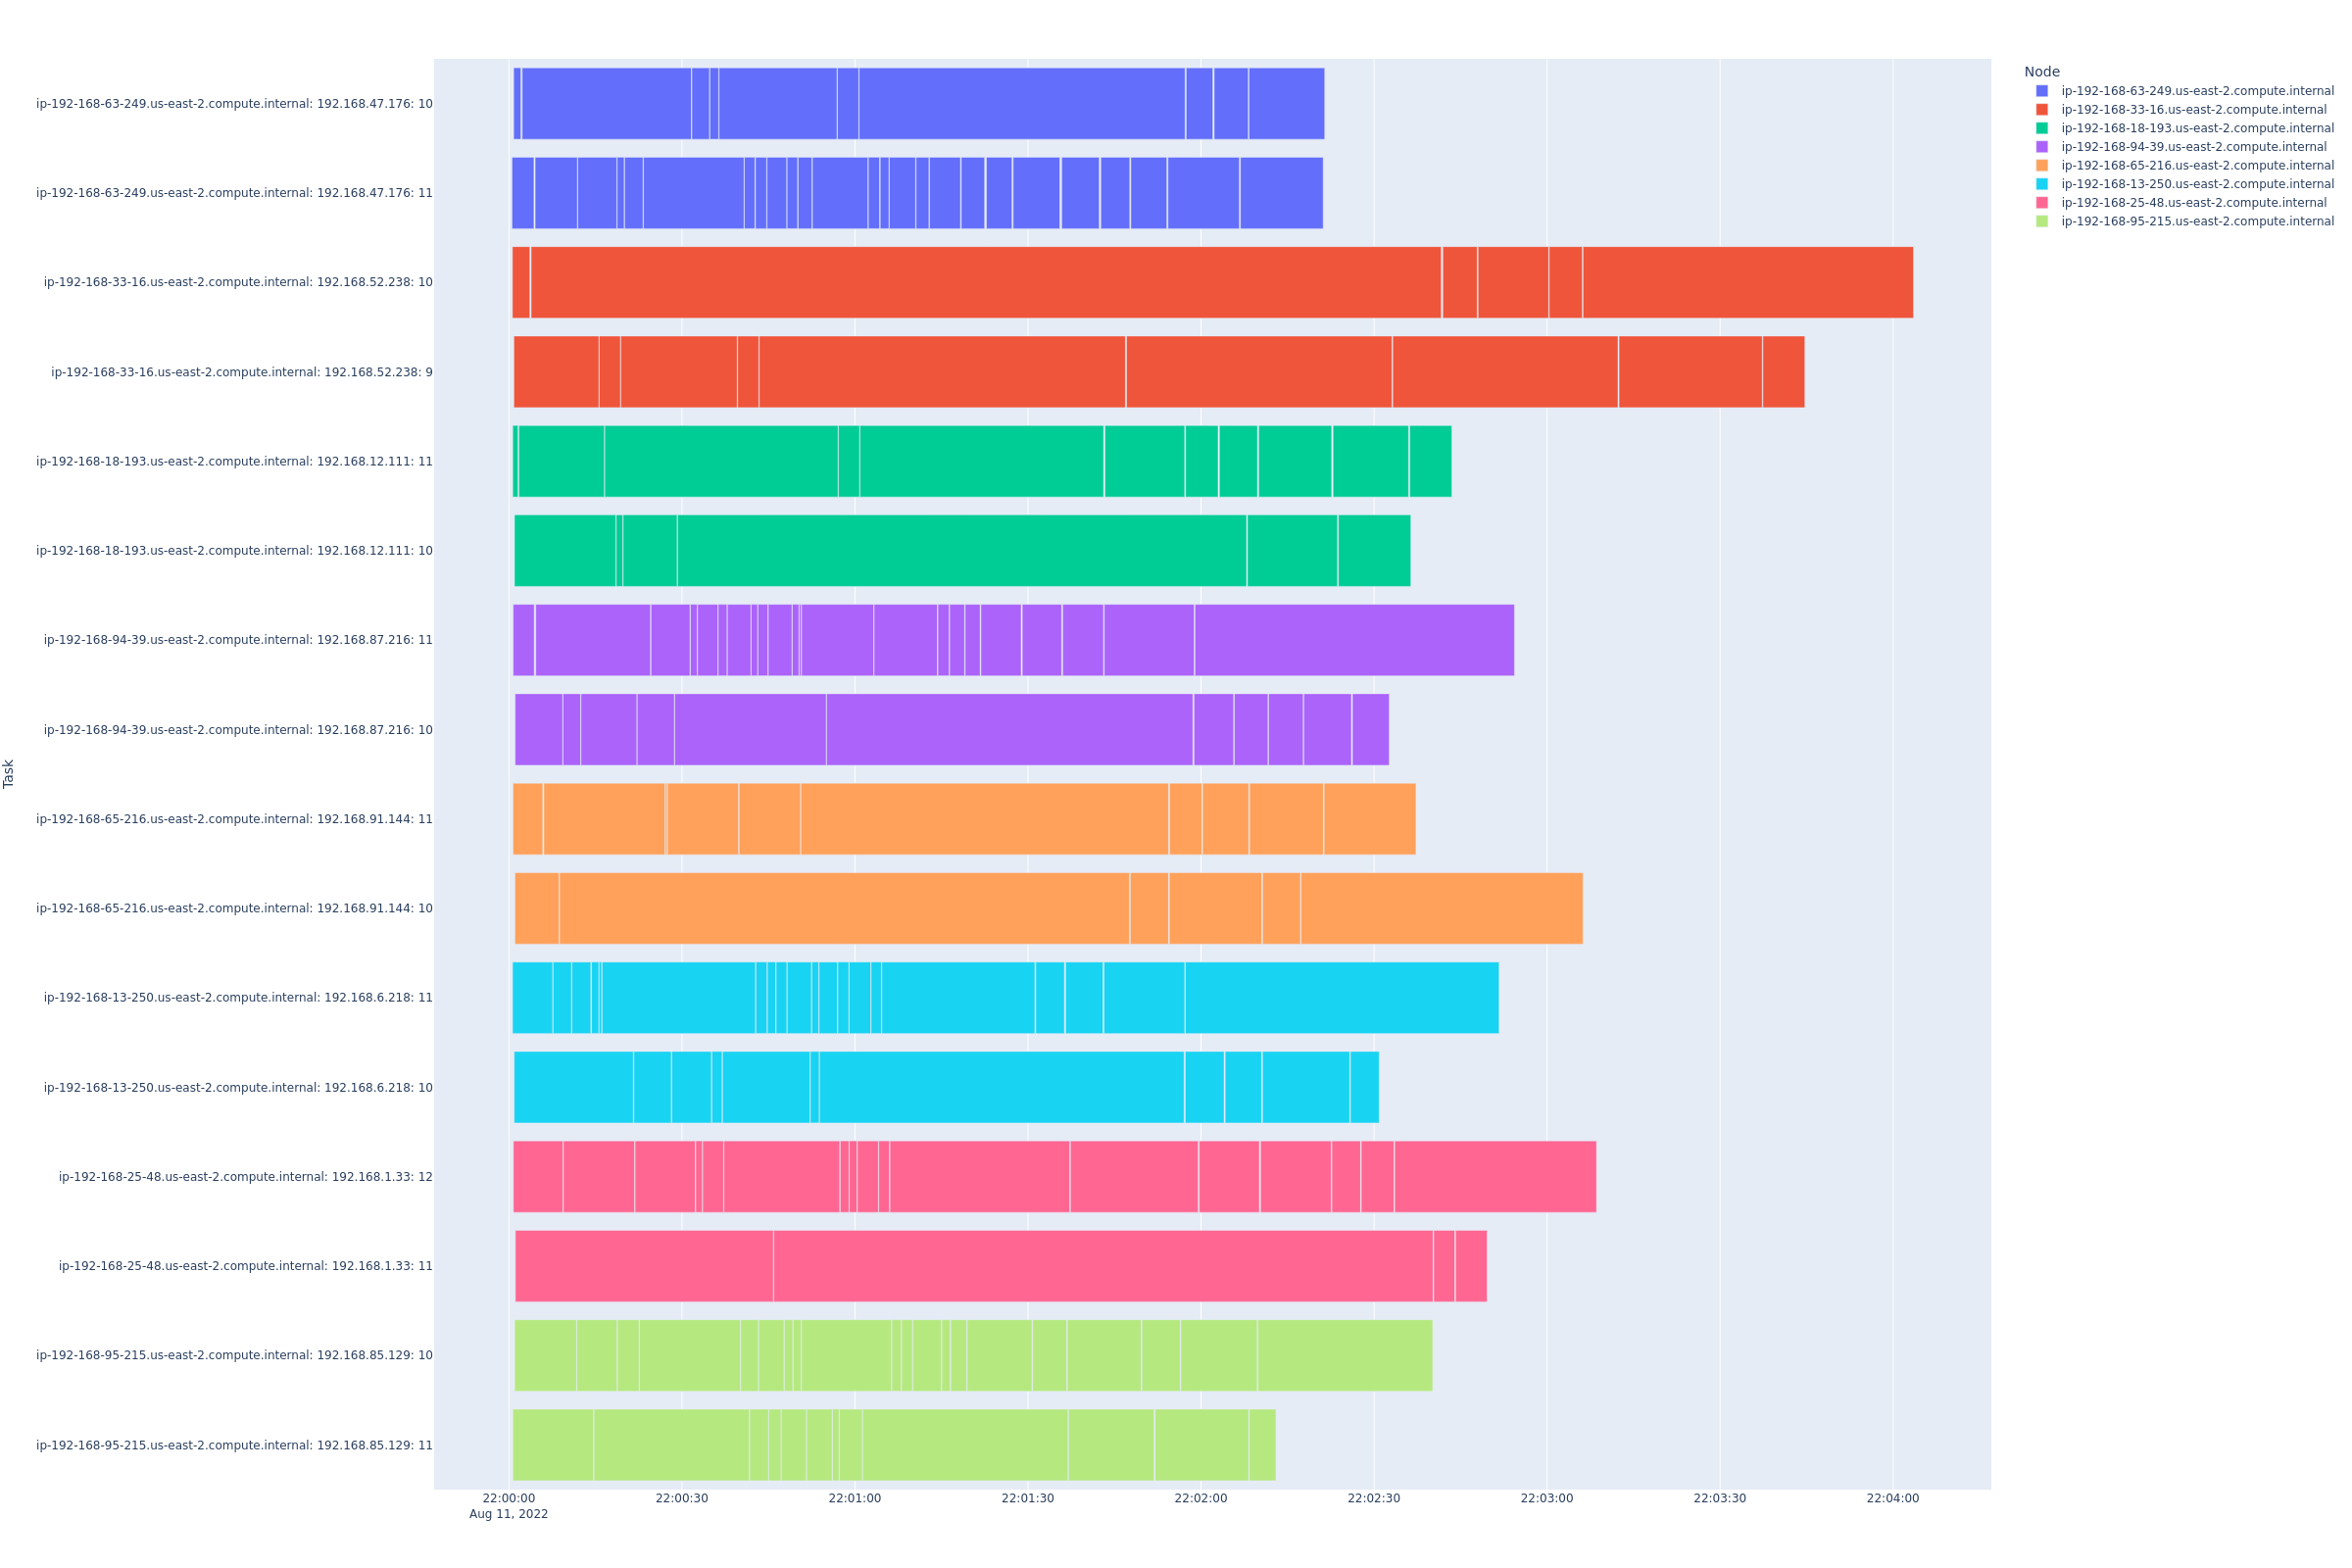 Node
ip-192-168-63-249.us-east-2.compute.internal
ip-192-168-33-16.us-east-2.compute.internal
ip-192-168-18-193.us-east-2.compute.internal
ip-192-168-94-39.us-east-2.compute.internal
ip-192-168-65-216.us-east-2.compute.internal
ip-192-168-13-250.us-east-2.compute.internal
ip-192-168-25-48.us-east-2.compute.internal
ip-192-168-95-215.us-east-2.compute.internal
ip-192-168-63-249.us-east-2.compute.internal: 192.168.47.176: 10
ip-192-168-63-249.us-east-2.compute.internal: 192.168.47.176: 11
ip-192-168-33-16.us-east-2.compute.internal: 192.168.52.238: 10
ip-192-168-33-16.us-east-2.compute.internal: 192.168.52.238: 9
ip-192-168-18-193.us-east-2.compute.internal: 192.168.12.111: 11
ip-192-168-18-193.us-east-2.compute.internal: 192.168.12.111: 10
ip-192-168-94-39.us-east-2.compute.internal: 192.168.87.216: 11
ip-192-168-94-39.us-east-2.compute.internal: 192.168.87.216: 10
Task
ip-192-168-65-216.us-east-2.compute.internal: 192.168.91.144: 11
ip-192-168-65-216.us-east-2.compute.internal: 192.168.91.144: 10
ip-192-168-13-250.us-east-2.compute.internal: 192.168.6.218: 11
ip-192-168-13-250.us-east-2.compute.internal: 192.168.6.218: 10
ip-192-168-25-48.us-east-2.compute.internal: 192.168.1.33: 12
ip-192-168-25-48.us-east-2.compute.internal: 192.168.1.33: 11
ip-192-168-95-215.us-east-2.compute.internal: 192.168.85.129: 10
ip-192-168-95-215.us-east-2.compute.internal: 192.168.85.129: 11
22:00:00 22:00:30 22:01:00 22:01:30 22:02:00 22:02:30 22:03:00 22:03:30 22:04:00
Aug 11, 2022